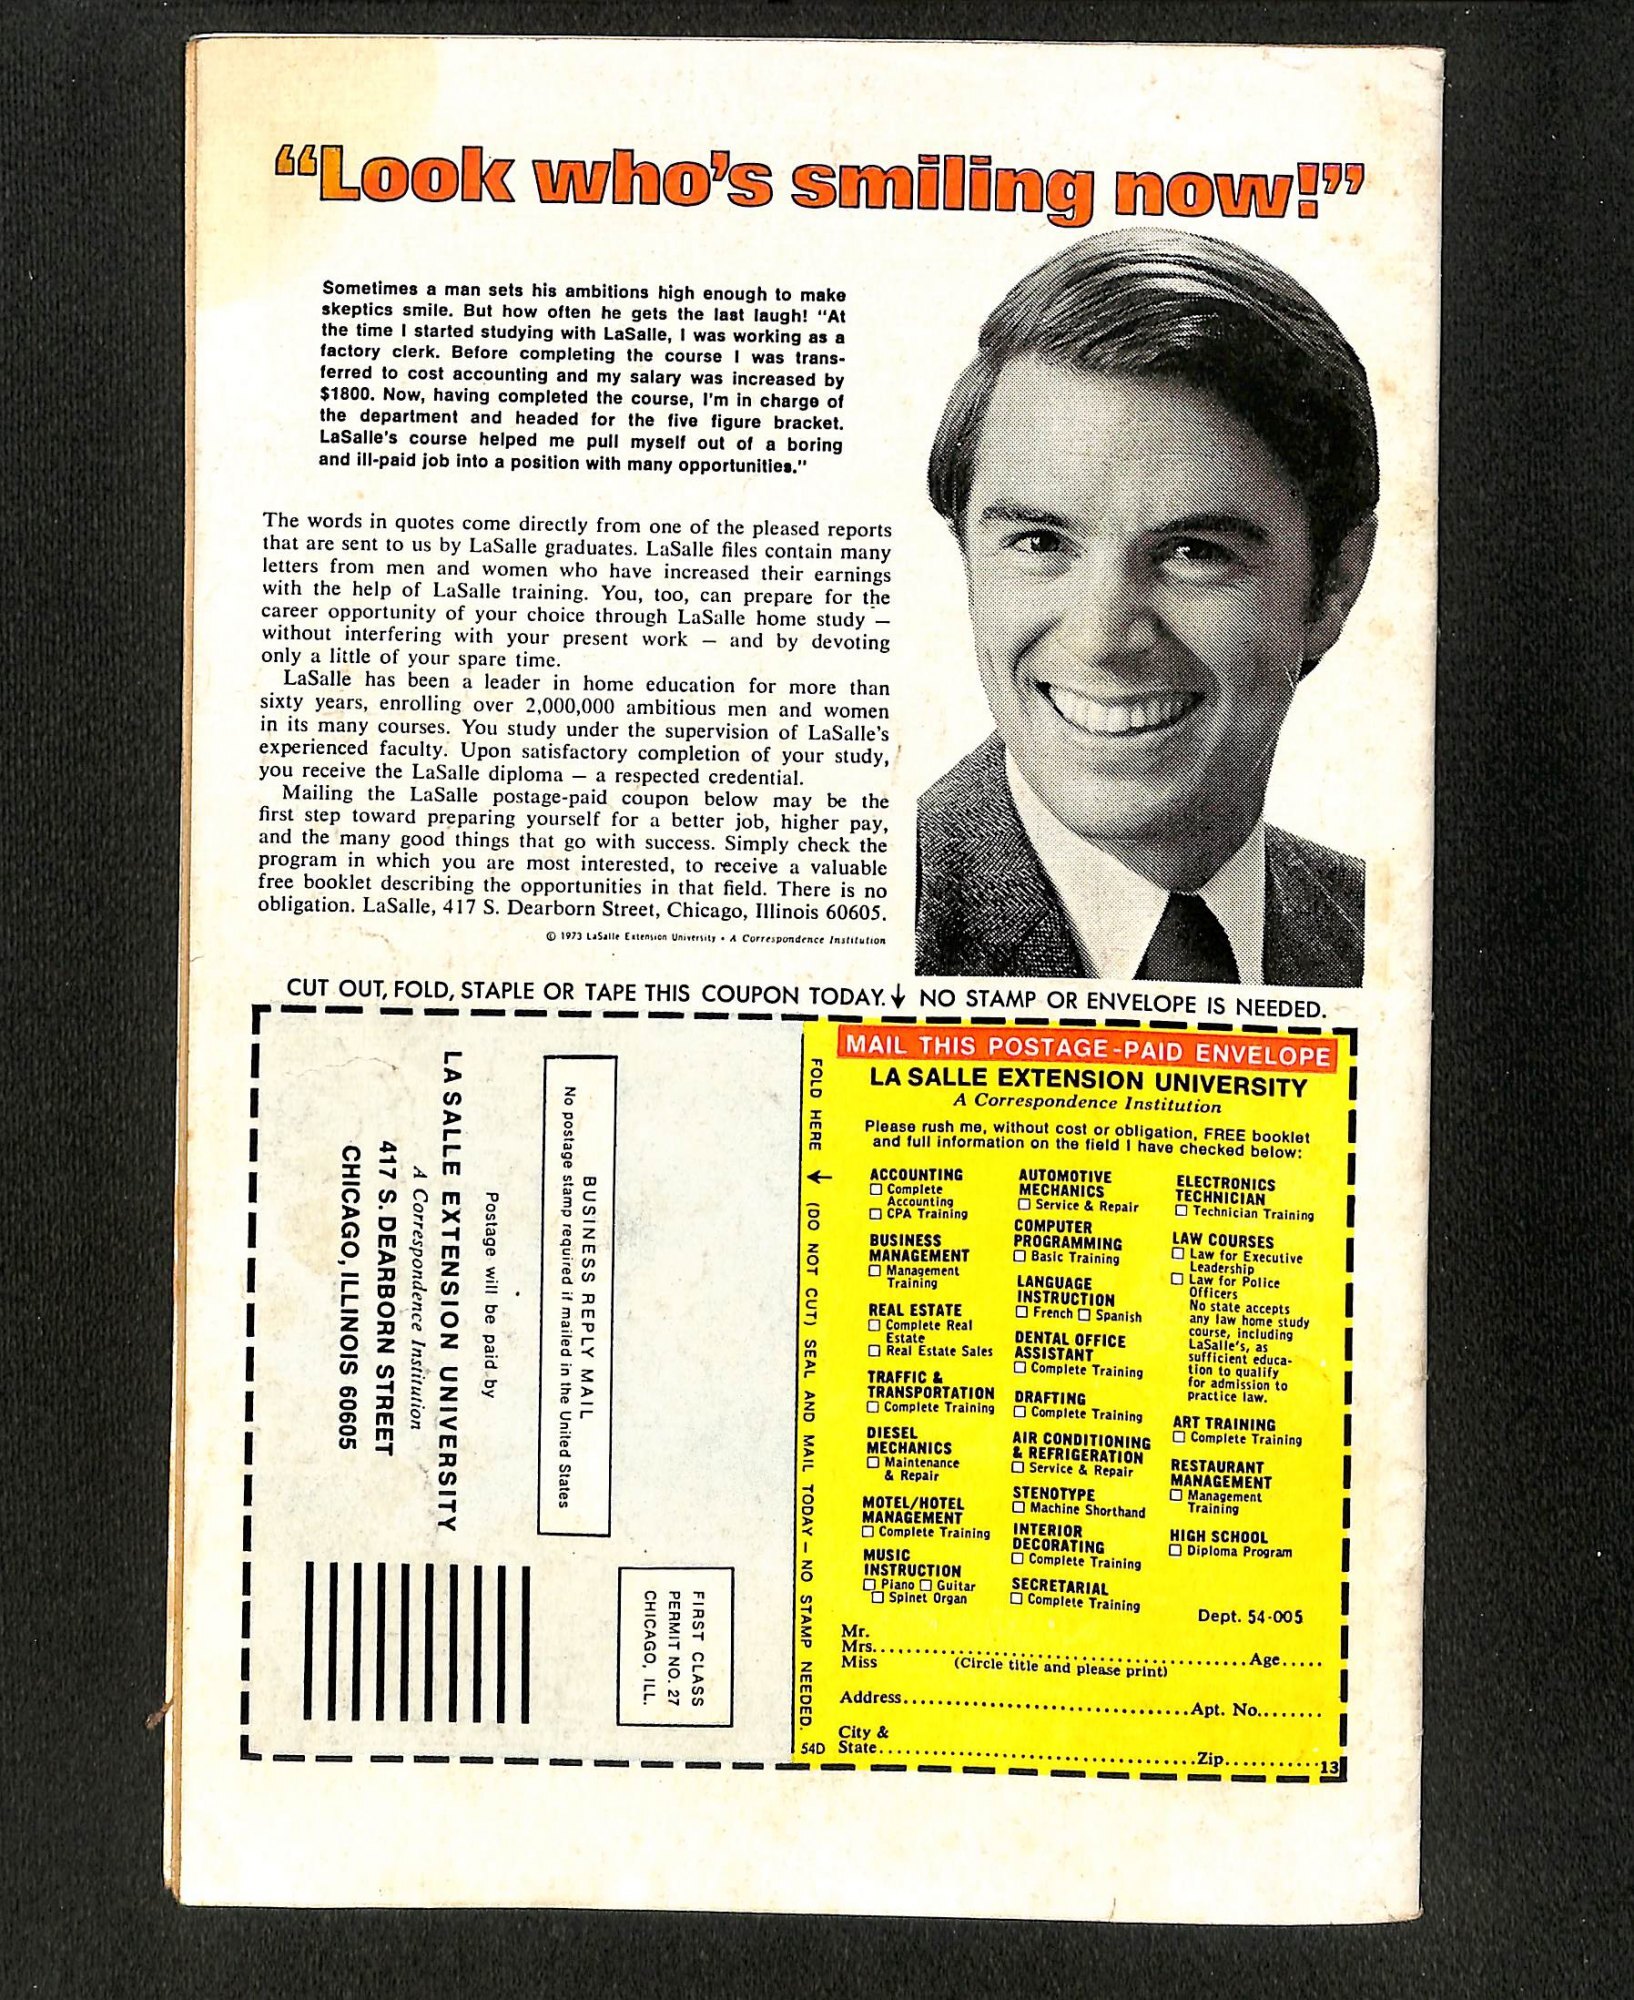 “Look who’s smiling now!”
Sometimes a man sets his ambitions high enough to make
skeptics smile. But how often he gets the last laugh! "At
the time I started studying with LaSalle, I was working as a
factory clerk. Before completing the course I was trans-
ferred to cost accounting and my salary was increased by
$1800. Now, having completed the course, I'm in charge of
the department and headed for the five figure bracket.
LaSalle's course helped me pull myself out of a boring
and ill-paid job into a position with many opportunities."
The words in quotes come directly from one of the pleased reports
that are sent to us by LaSalle graduates. LaSalle files contain many
letters from men and women who have increased their earnings
with the help of LaSalle training. You, too, can prepare for the
career opportunity of your choice through LaSalle home study —
without interfering with your present work — and by devoting
only a little of your spare time.
LaSalle has been a leader in home education for more than
sixty years, enrolling over 2,000,000 ambitious men and women
in its many courses. You study under the supervision of LaSalle's
experienced faculty. Upon satisfactory completion of your study,
you receive the LaSalle diploma — a respected credential.
Mailing the LaSalle postage-paid coupon below may be the
first step toward preparing yourself for a better job, higher pay,
and the many good things that go with success. Simply check the
program in which you are most interested, to receive a valuable
free booklet describing the opportunities in that field. There is no
obligation. LaSalle, 417 S. Dearborn Street, Chicago, Illinois 60605.
© 1973 LaSalle Extension University • A Correspondence Institution
CUT OUT, FOLD, STAPLE OR TAPE THIS COUPON TODAY.↓ NO STAMP OR ENVELOPE IS NEEDED.
FIRST CLASS
PERMIT NO. 27
CHICAGO, ILL.
BUSINESS REPLY MAIL
No postage stamp required if mailed in the United States
Postage will be paid by
LA SALLE EXTENSION UNIVERSITY
A Correspondence Institution
417 S. DEARBORN STREET
CHICAGO, ILLINOIS 60605
FOLD HERE ↓ (DO NOT CUT) SEAL AND MAIL TODAY – NO STAMP NEEDED.
54D
MAIL THIS POSTAGE-PAID ENVELOPE
LA SALLE EXTENSION UNIVERSITY
A Correspondence Institution
Please rush me, without cost or obligation, FREE booklet
and full information on the field I have checked below:
ACCOUNTING
☐ Complete
Accounting
☐ CPA Training
BUSINESS
MANAGEMENT
☐ Management
Training
REAL ESTATE
☐ Complete Real
Estate
☐ Real Estate Sales
TRAFFIC &
TRANSPORTATION
☐ Complete Training
DIESEL
MECHANICS
☐ Maintenance
& Repair
MOTEL/HOTEL
MANAGEMENT
☐ Complete Training
MUSIC
INSTRUCTION
☐ Piano ☐ Guitar
☐ Spinet Organ
AUTOMOTIVE
MECHANICS
☐ Service & Repair
COMPUTER
PROGRAMMING
☐ Basic Training
LANGUAGE
INSTRUCTION
☐ French ☐ Spanish
DENTAL OFFICE
ASSISTANT
☐ Complete Training
DRAFTING
☐ Complete Training
AIR CONDITIONING
& REFRIGERATION
☐ Service & Repair
STENOTYPE
☐ Machine Shorthand
INTERIOR
DECORATING
☐ Complete Training
SECRETARIAL
☐ Complete Training
ELECTRONICS
TECHNICIAN
☐ Technician Training
LAW COURSES
☐ Law for Executive
Leadership
☐ Law for Police
Officers
No state accepts
any law home study
course, including
LaSalle's, as
sufficient educa-
tion to qualify
for admission to
practice law.
ART TRAINING
☐ Complete Training
RESTAURANT
MANAGEMENT
☐ Management
Training
HIGH SCHOOL
☐ Diploma Program
Dept. 54-005
Mr.
Mrs. Age
Miss (Circle title and please print)
Address Apt. No.
City &
State Zip 13